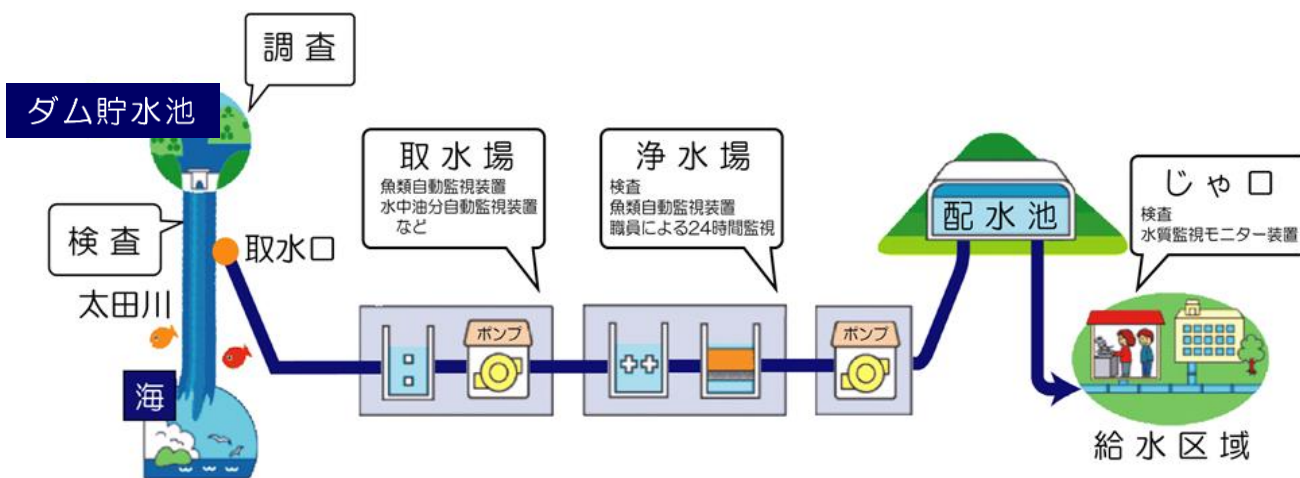 調査
ダム貯水池
検査
取水口
太田川
海
取水場
魚類自動監視装置
水中油分自動監視装置
など
ポンプ
浄水場
検査
魚類自動監視装置
職員による24時間監視
ポンプ
配水池
じゃ口
検査
水質監視モニター装置
給水区域